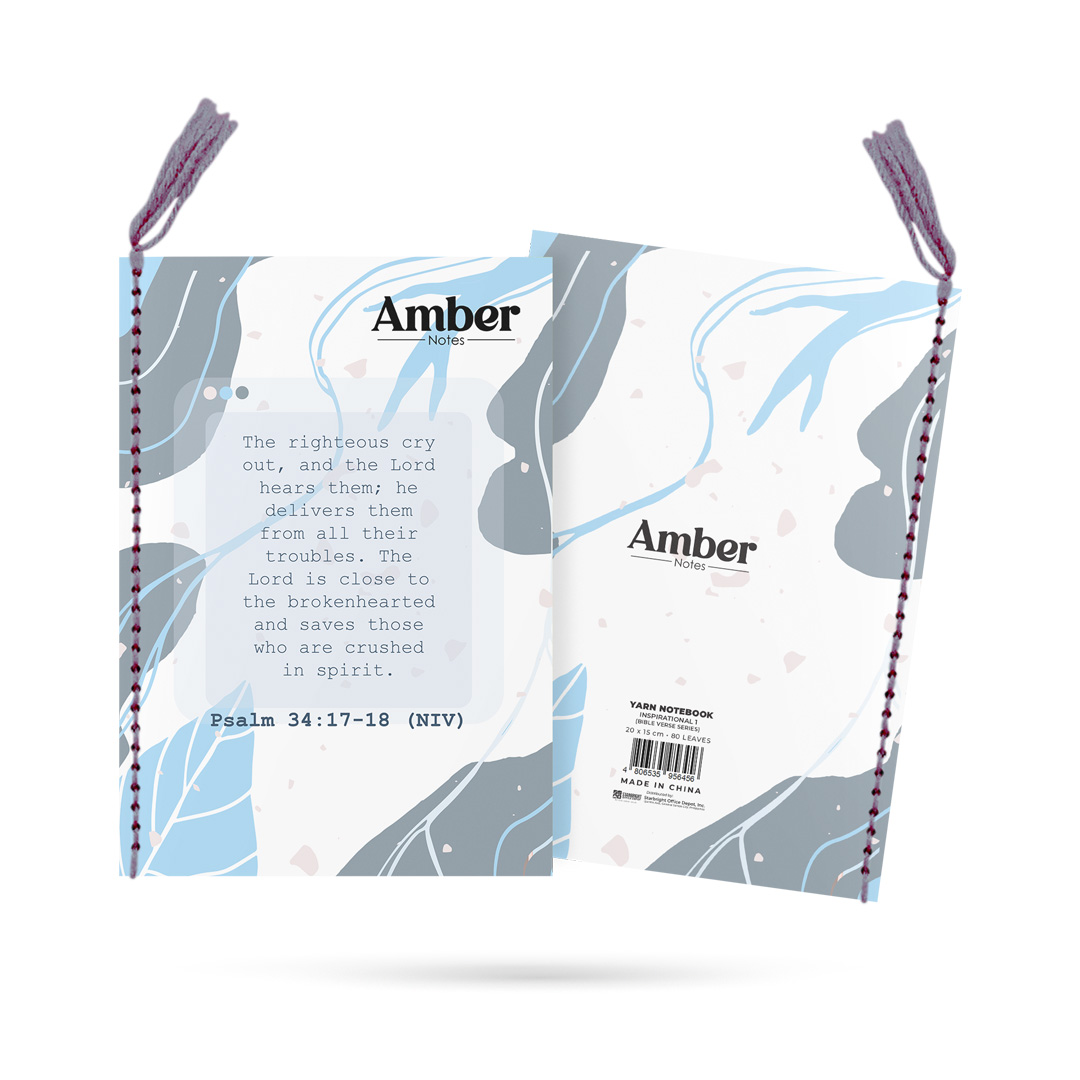 Amber
Notes
The righteous cry
out, and the Lord
hears them; he
delivers them
from all their
troubles. The
Lord is close to
the brokenhearted
and saves those
who are crushed
in spirit.
Psalm 34:17-18 (NIV)
Amber
Notes
YARN NOTEBOOK
INSPIRATIONAL 1
(BIBLE VERSE SERIES)
20 x 15 cm • 80 LEAVES
4 806535 956456
MADE IN CHINA
Distributed by:
Starbright Office Depot, Inc.
STARBRIGHT